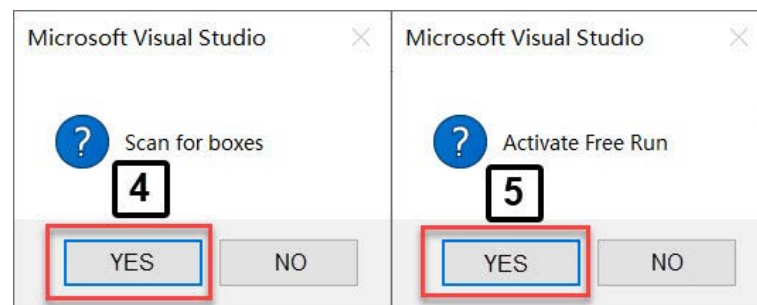 Microsoft Visual Studio
? Scan for boxes
4
YES NO
Microsoft Visual Studio
? Activate Free Run
5
YES NO